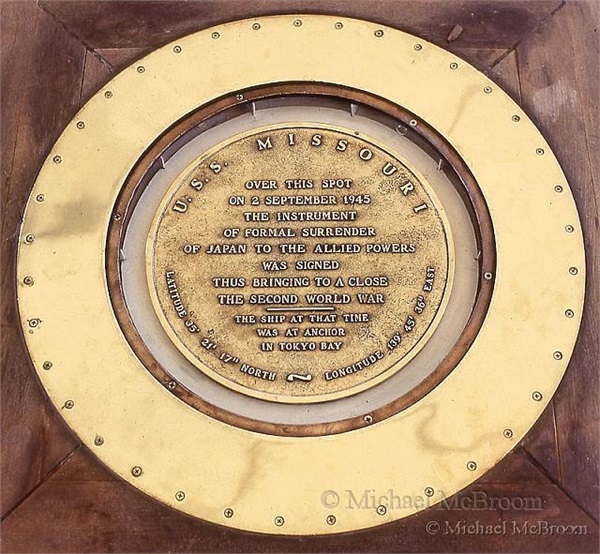 U.S.S. MISSOURI
OVER THIS SPOT
ON 2 SEPTEMBER 1945
THE INSTRUMENT
OF FORMAL SURRENDER
OF JAPAN TO THE ALLIED POWERS
WAS SIGNED
THUS BRINGING TO A CLOSE
THE SECOND WORLD WAR
THE SHIP AT THAT TIME
WAS AT ANCHOR
IN TOKYO BAY
LATITUDE 35° 21' 17" NORTH ~ LONGITUDE 139° 45' 36" EAST
© Michael McBroom
© Michael McBroom